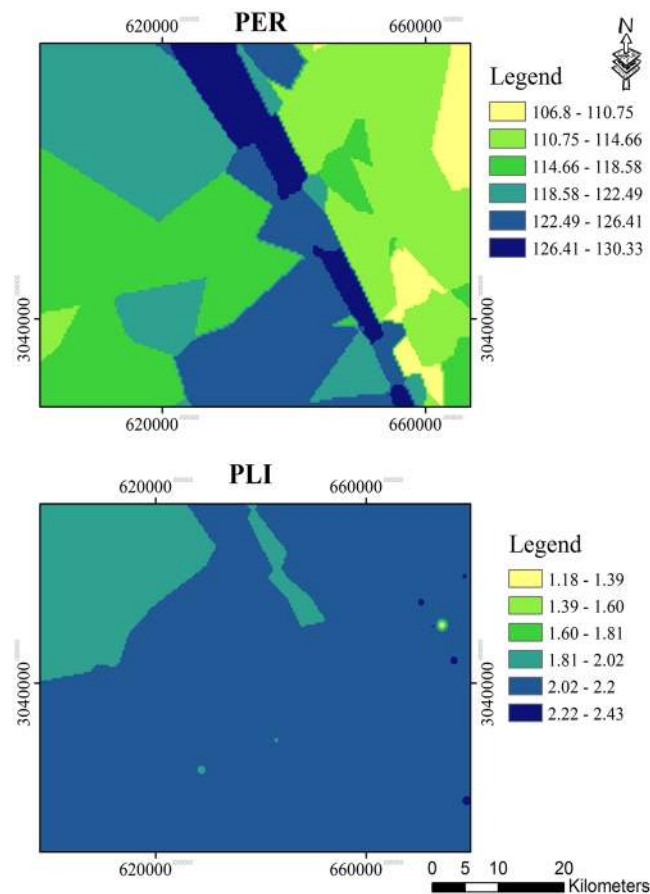 PER
620000 660000
N
Legend
106.8 - 110.75
110.75 - 114.66
114.66 - 118.58
118.58 - 122.49
122.49 - 126.41
126.41 - 130.33
3040000 3040000
620000 660000
PLI
620000 660000
Legend
1.18 - 1.39
1.39 - 1.60
1.60 - 1.81
1.81 - 2.02
2.02 - 2.2
2.22 - 2.43
3040000 3040000
620000 660000
0 5 10 20
Kilometers